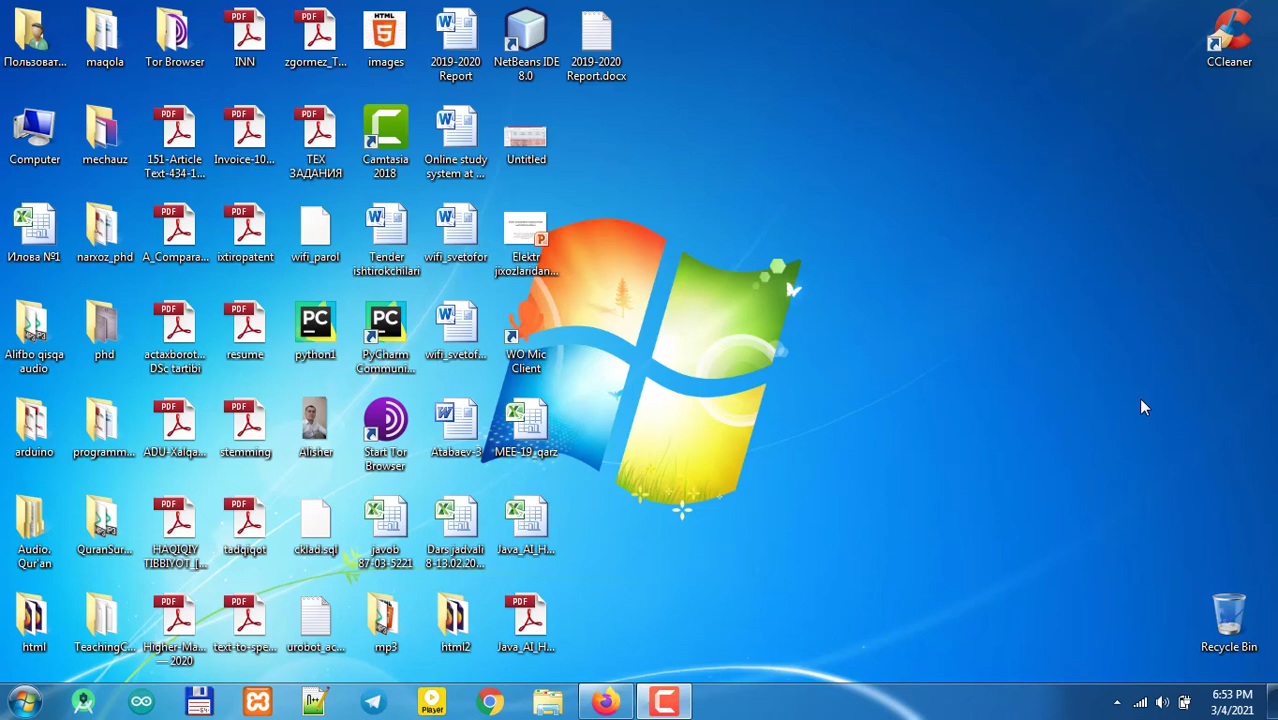 Пользоват...
maqola
Tor Browser
INN
zgormez_T...
HTML
images
2019-2020
Report
NetBeans IDE
8.0
2019-2020
Report.docx
CCleaner
Computer
mechauz
151-Article
Text-434-1...
Invoice-10...
ТЕХ
ЗАДАНИЯ
Camtasia
2018
Online study
system at ...
Untitled
Илова №1
narxoz_phd
A_Compara...
ixtiropatent
wifi_parol
Tender
ishtirokchilari
wifi_svetofor
Elektr
jixozlaridan...
Alifbo qisqa
audio
phd
actaxborot...
DSc tartibi
resume
python1
PyCharm
Communi...
wifi_svetof...
WO Mic
Client
arduino
programm...
ADU-Xalqa...
stemming
Alisher
Start Tor
Browser
Atabaev-3
MEE-19_qarz
Audio.
Qur'an
QuranSur...
HAQIQIY
TIBBIYOT_[...
tadqiqot
cklad.sql
javob
87-03-5221
Dars jadvali
8-13.02.20...
Java_AI_H...
html
TeachingC...
Higher-Ma...
— 2020
text-to-spe...
urobot_ac...
mp3
html2
Java_AI_H...
Recycle Bin
Player
6:53 PM
3/4/2021